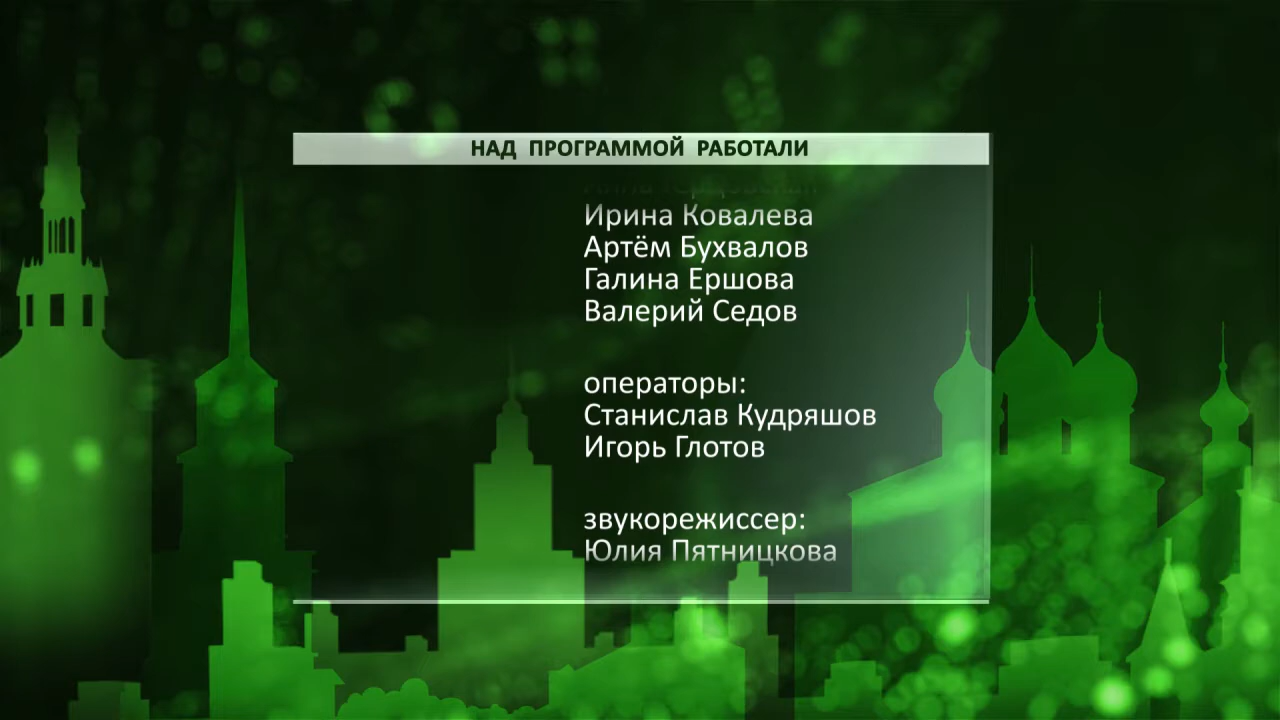 НАД ПРОГРАММОЙ РАБОТАЛИ
Ирина Ковалева
Артём Бухвалов
Галина Ершова
Валерий Седов
операторы:
Станислав Кудряшов
Игорь Глотов
звукорежиссер:
Юлия Пятницкова